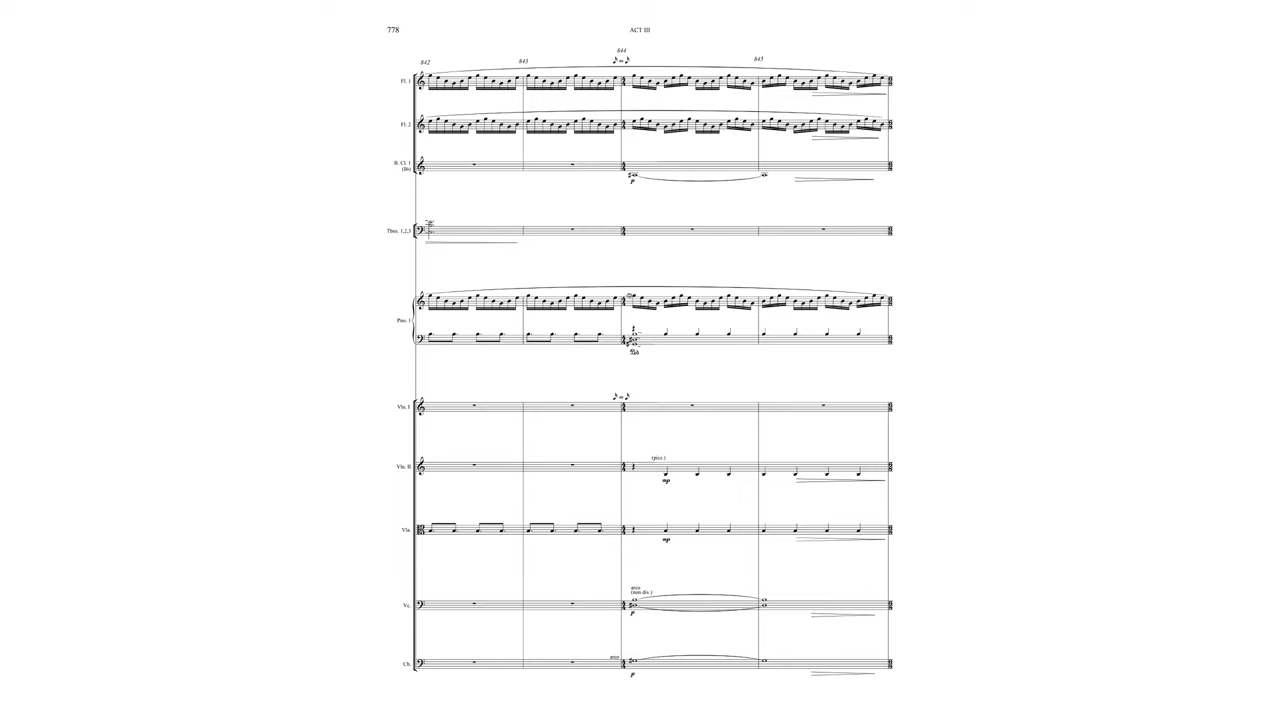 778
ACT III
842
843
844
845
Fl. 1
Fl. 2
B. Cl. 1
(B♭)
p
Tbns. 1,2,3
Pno. 1
Vln. I
Vln. II
(pizz.)
mp
Vla.
mp
arco
(non div.)
Vc.
p
arco
Cb.
p